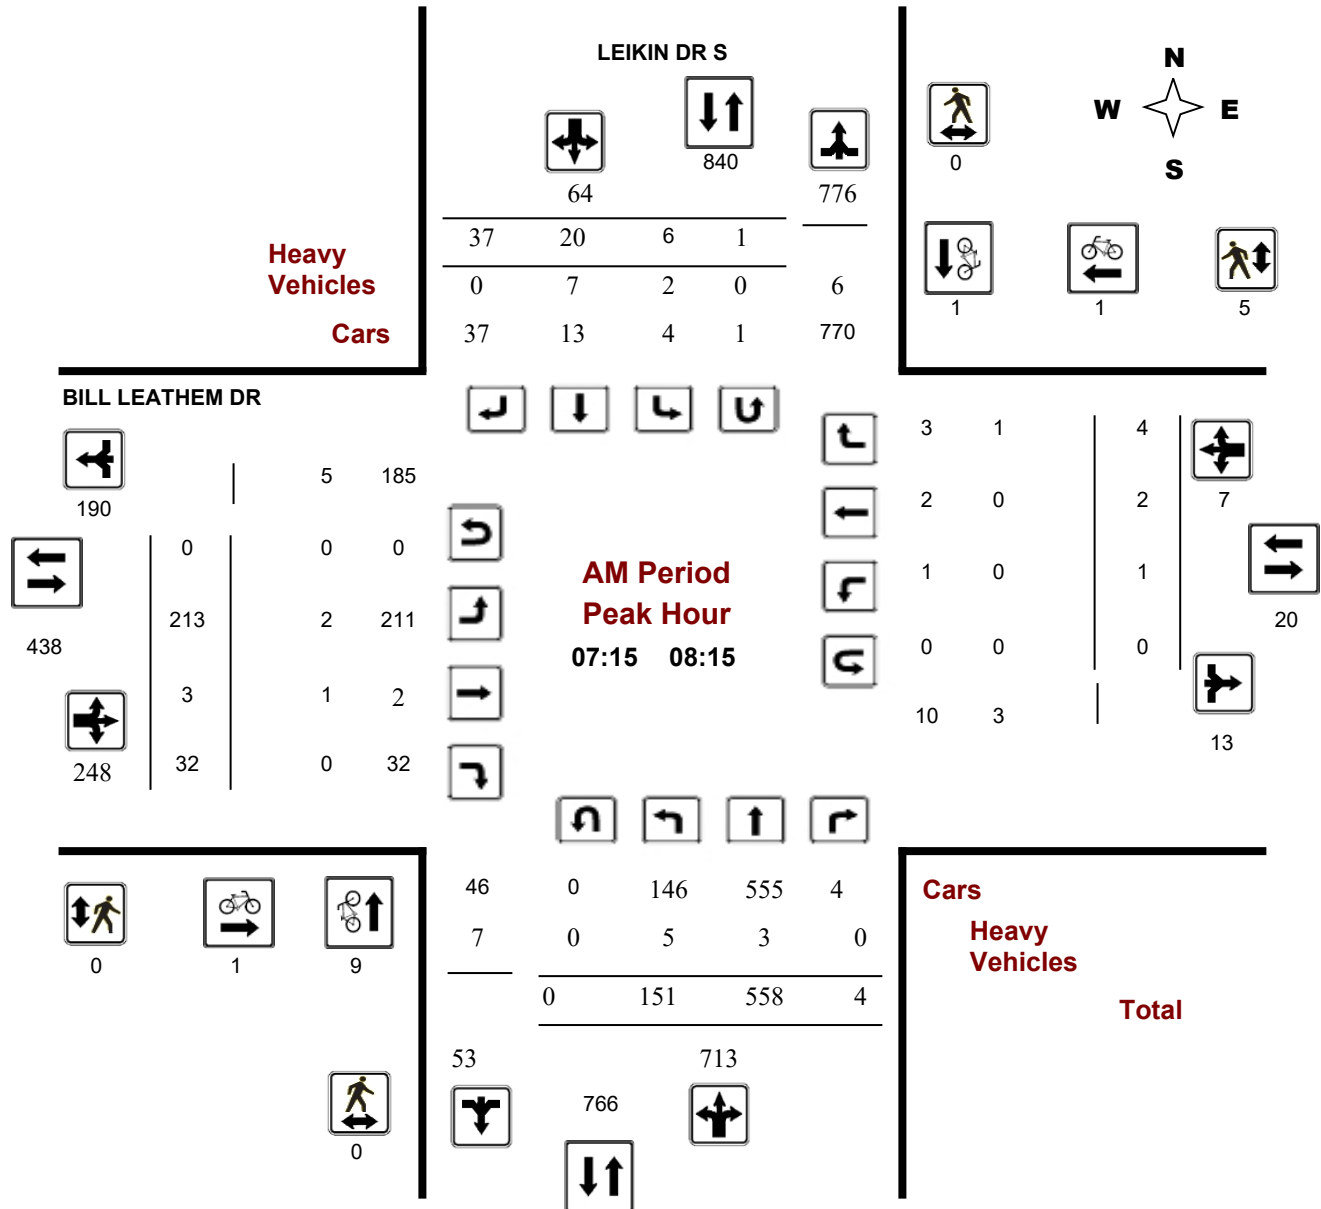 LEIKIN DR S
N
W E
S
840
0
64 776
37 20 6 1
Heavy
Vehicles
0 7 2 0 6
1 1 5
Cars
37 13 4 1 770
BILL LEATHEM DR
3 1 4
5 185
190
2 0 2 7
0 0 0
AM Period
1 0 1
Peak Hour
213 2 211
20
438
07:15 08:15
0 0 0
3 1 2
10 3
13
248 32 0 32
46 0 146 555 4
Cars
7 0 5 3 0
Heavy
Vehicles
0 1 9
0 151 558 4
Total
53 713
766
0